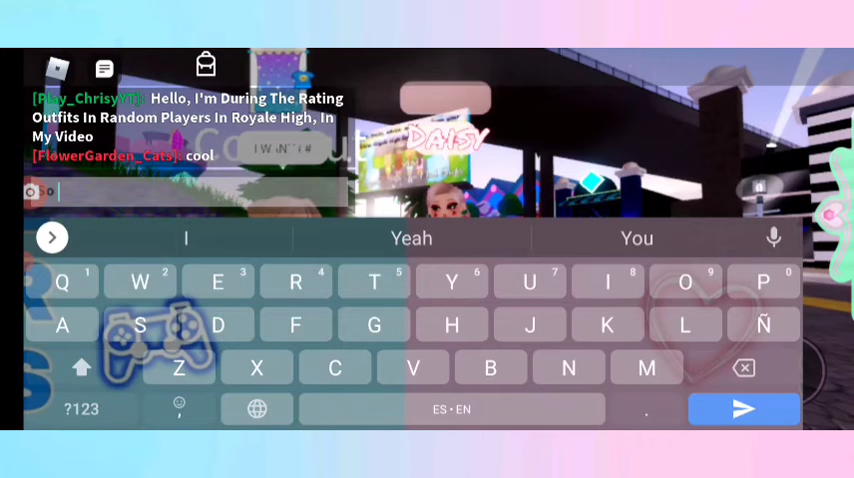 [Play_ChrisyYT]: Hello, I'm During The Rating
Outfits In Random Players In Royale High, In
My Video
[FlowerGarden_Cats]: cool
DAISY
So
I Yeah You
Q 1 W 2 E 3 R 4 T 5 Y 6 U 7 I 8 O 9 P 0
A S D F G H J K L Ñ
Z X C V B N M
?123 , ES • EN .